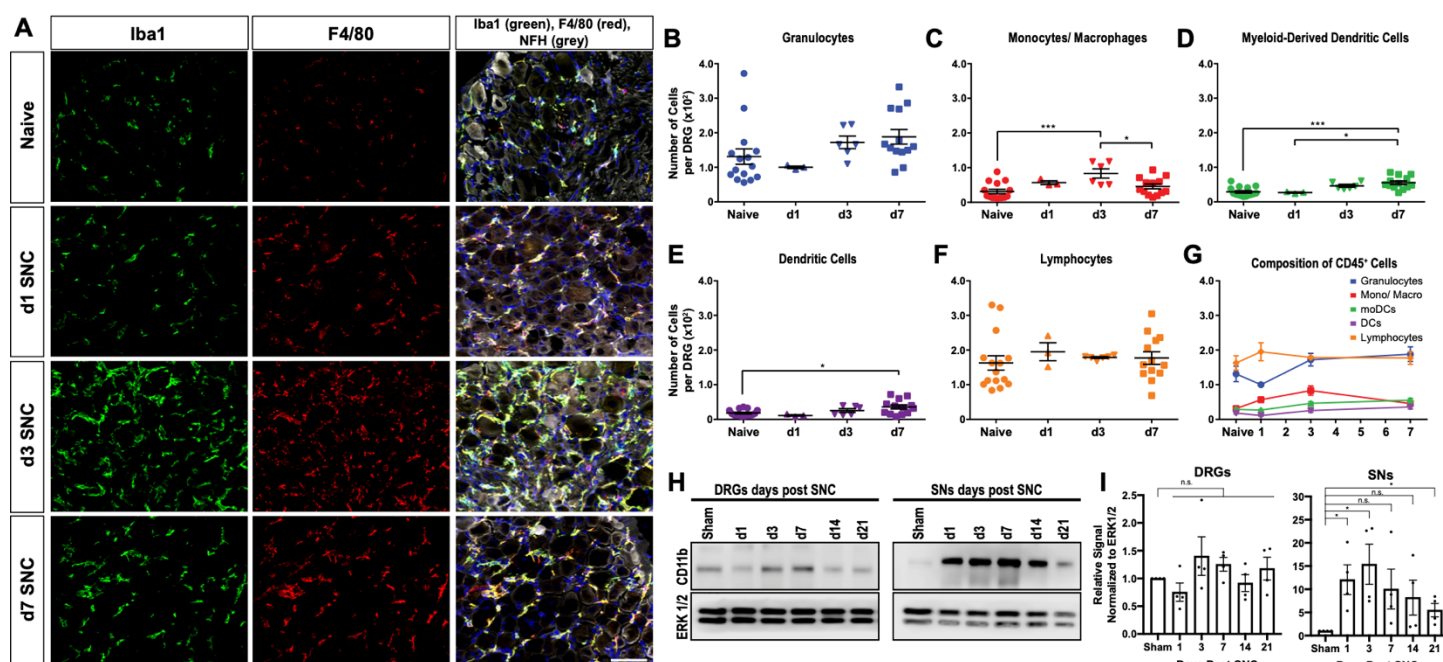 A
Iba1
F4/80
Iba1 (green), F4/80 (red),
NFH (grey)
Naive
d1 SNC
d3 SNC
d7 SNC
B
Granulocytes
Number of Cells
per DRG (x10²)
4.0
3.0
2.0
1.0
0
Naive d1 d3 d7
C
Monocytes/ Macrophages
4.0
3.0
2.0
1.0
0
***
*
Naive d1 d3 d7
D
Myeloid-Derived Dendritic Cells
4.0
3.0
2.0
1.0
0
***
*
Naive d1 d3 d7
E
Dendritic Cells
Number of Cells
per DRG (x10²)
4.0
3.0
2.0
1.0
0
*
Naive d1 d3 d7
F
Lymphocytes
4.0
3.0
2.0
1.0
0
Naive d1 d3 d7
G
Composition of CD45⁺ Cells
Granulocytes
Mono/ Macro
moDCs
DCs
Lymphocytes
4.0
3.0
2.0
1.0
0
Naive 1 2 3 4 5 6 7
H
DRGs days post SNC
Sham d1 d3 d7 d14 d21
SNs days post SNC
Sham d1 d3 d7 d14 d21
CD11b
ERK 1/2
I
DRGs
Relative Signal
Normalized to ERK1/2
2.5
2.0
1.5
1.0
0.5
0.0
n.s.
Sham 1 3 7 14 21
SNs
30
25
20
15
10
5
0
*
n.s.
n.s.
*
*
Sham 1 3 7 14 21